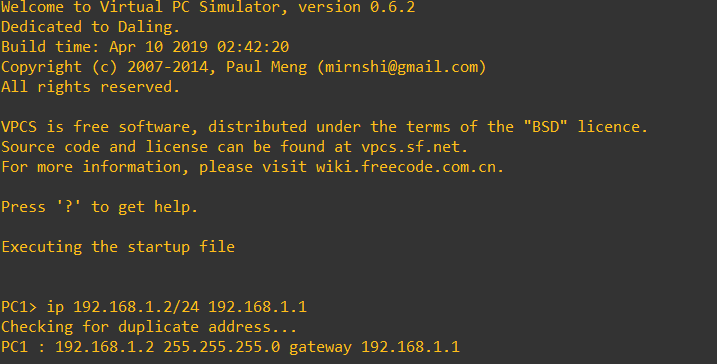 Welcome to Virtual PC Simulator, version 0.6.2
Dedicated to Daling.
Build time: Apr 10 2019 02:42:20
Copyright (c) 2007-2014, Paul Meng (mirnshi@gmail.com)
All rights reserved.
VPCS is free software, distributed under the terms of the "BSD" licence.
Source code and license can be found at vpcs.sf.net.
For more information, please visit wiki.freecode.com.cn.
Press '?' to get help.
Executing the startup file
PC1> ip 192.168.1.2/24 192.168.1.1
Checking for duplicate address...
PC1 : 192.168.1.2 255.255.255.0 gateway 192.168.1.1